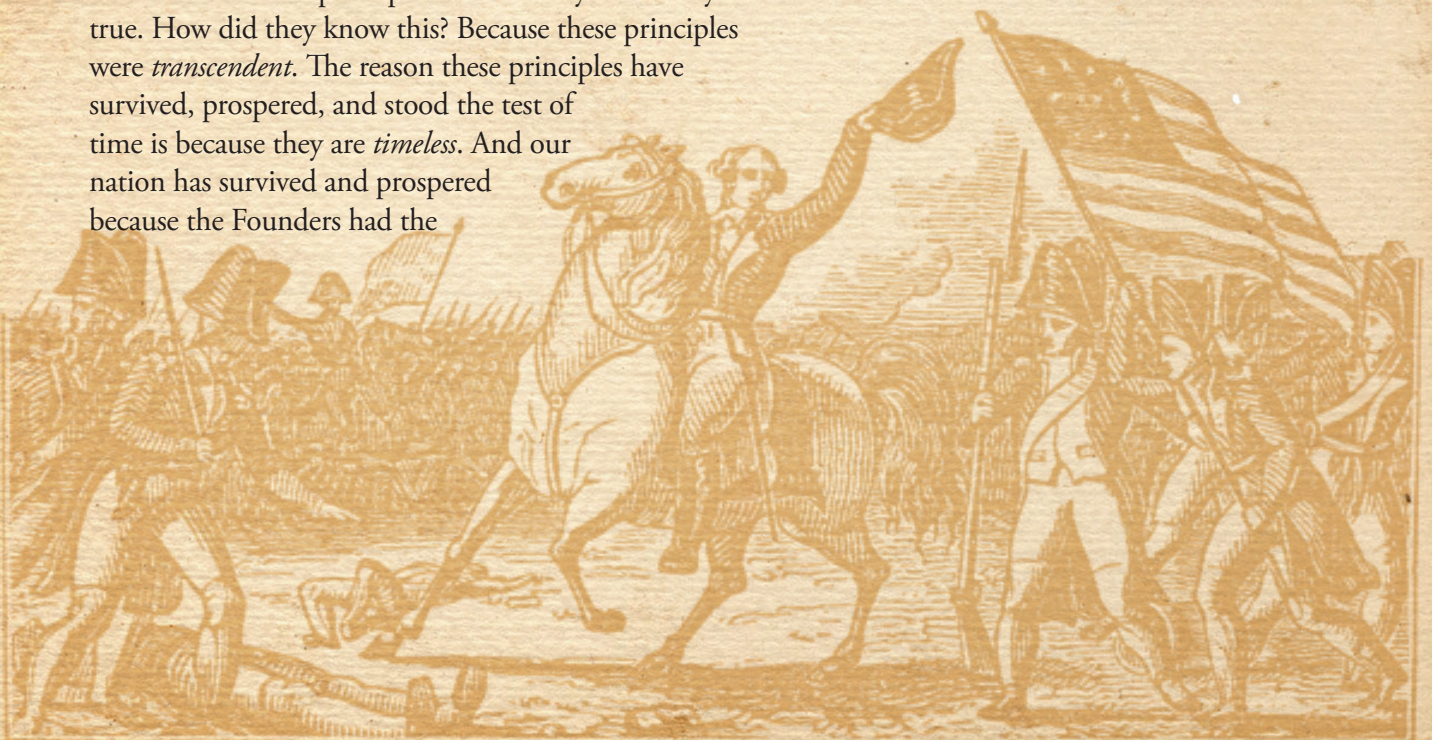 true. How did they know this? Because these principles
were transcendent. The reason these principles have
survived, prospered, and stood the test of
time is because they are timeless. And our
nation has survived and prospered
because the Founders had the